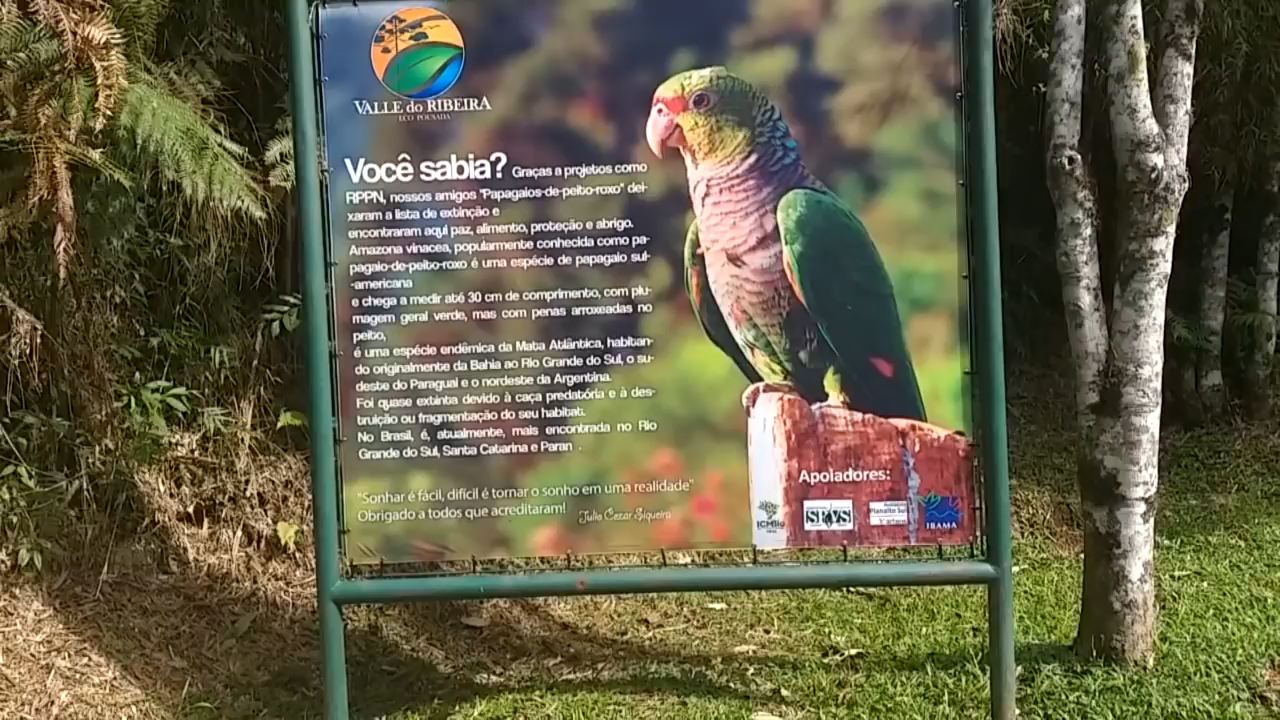 VALLE do RIBEIRA
ECO POUSADA
Você sabia? Graças a projetos como
RPPN, nossos amigos "Papagaios-de-peito-roxo" dei-
xaram a lista de extinção e
encontraram aqui paz, alimento, proteção e abrigo.
Amazona vinacea, popularmente conhecida como pa-
pagaio-de-peito-roxo é uma espécie de papagaio sul-
-americana
e chega a medir até 30 cm de comprimento, com plu-
magem geral verde, mas com penas arroxeadas no
peito,
é uma espécie endêmica da Mata Atlântica, habitan-
do originalmente da Bahia ao Rio Grande do Sul, o su-
deste do Paraguai e o nordeste da Argentina.
Foi quase extinta devido à caça predatória e à des-
truição ou fragmentação do seu habitat.
No Brasil, é, atualmente, mais encontrada no Rio
Grande do Sul, Santa Catarina e Paran .
"Sonhar é fácil, difícil é tornar o sonho em uma realidade"
Obrigado a todos que acreditaram! Julio Cezar Siqueira
Apoiadores:
ICMBio
SPVS
Planalto Sul
IBAMA